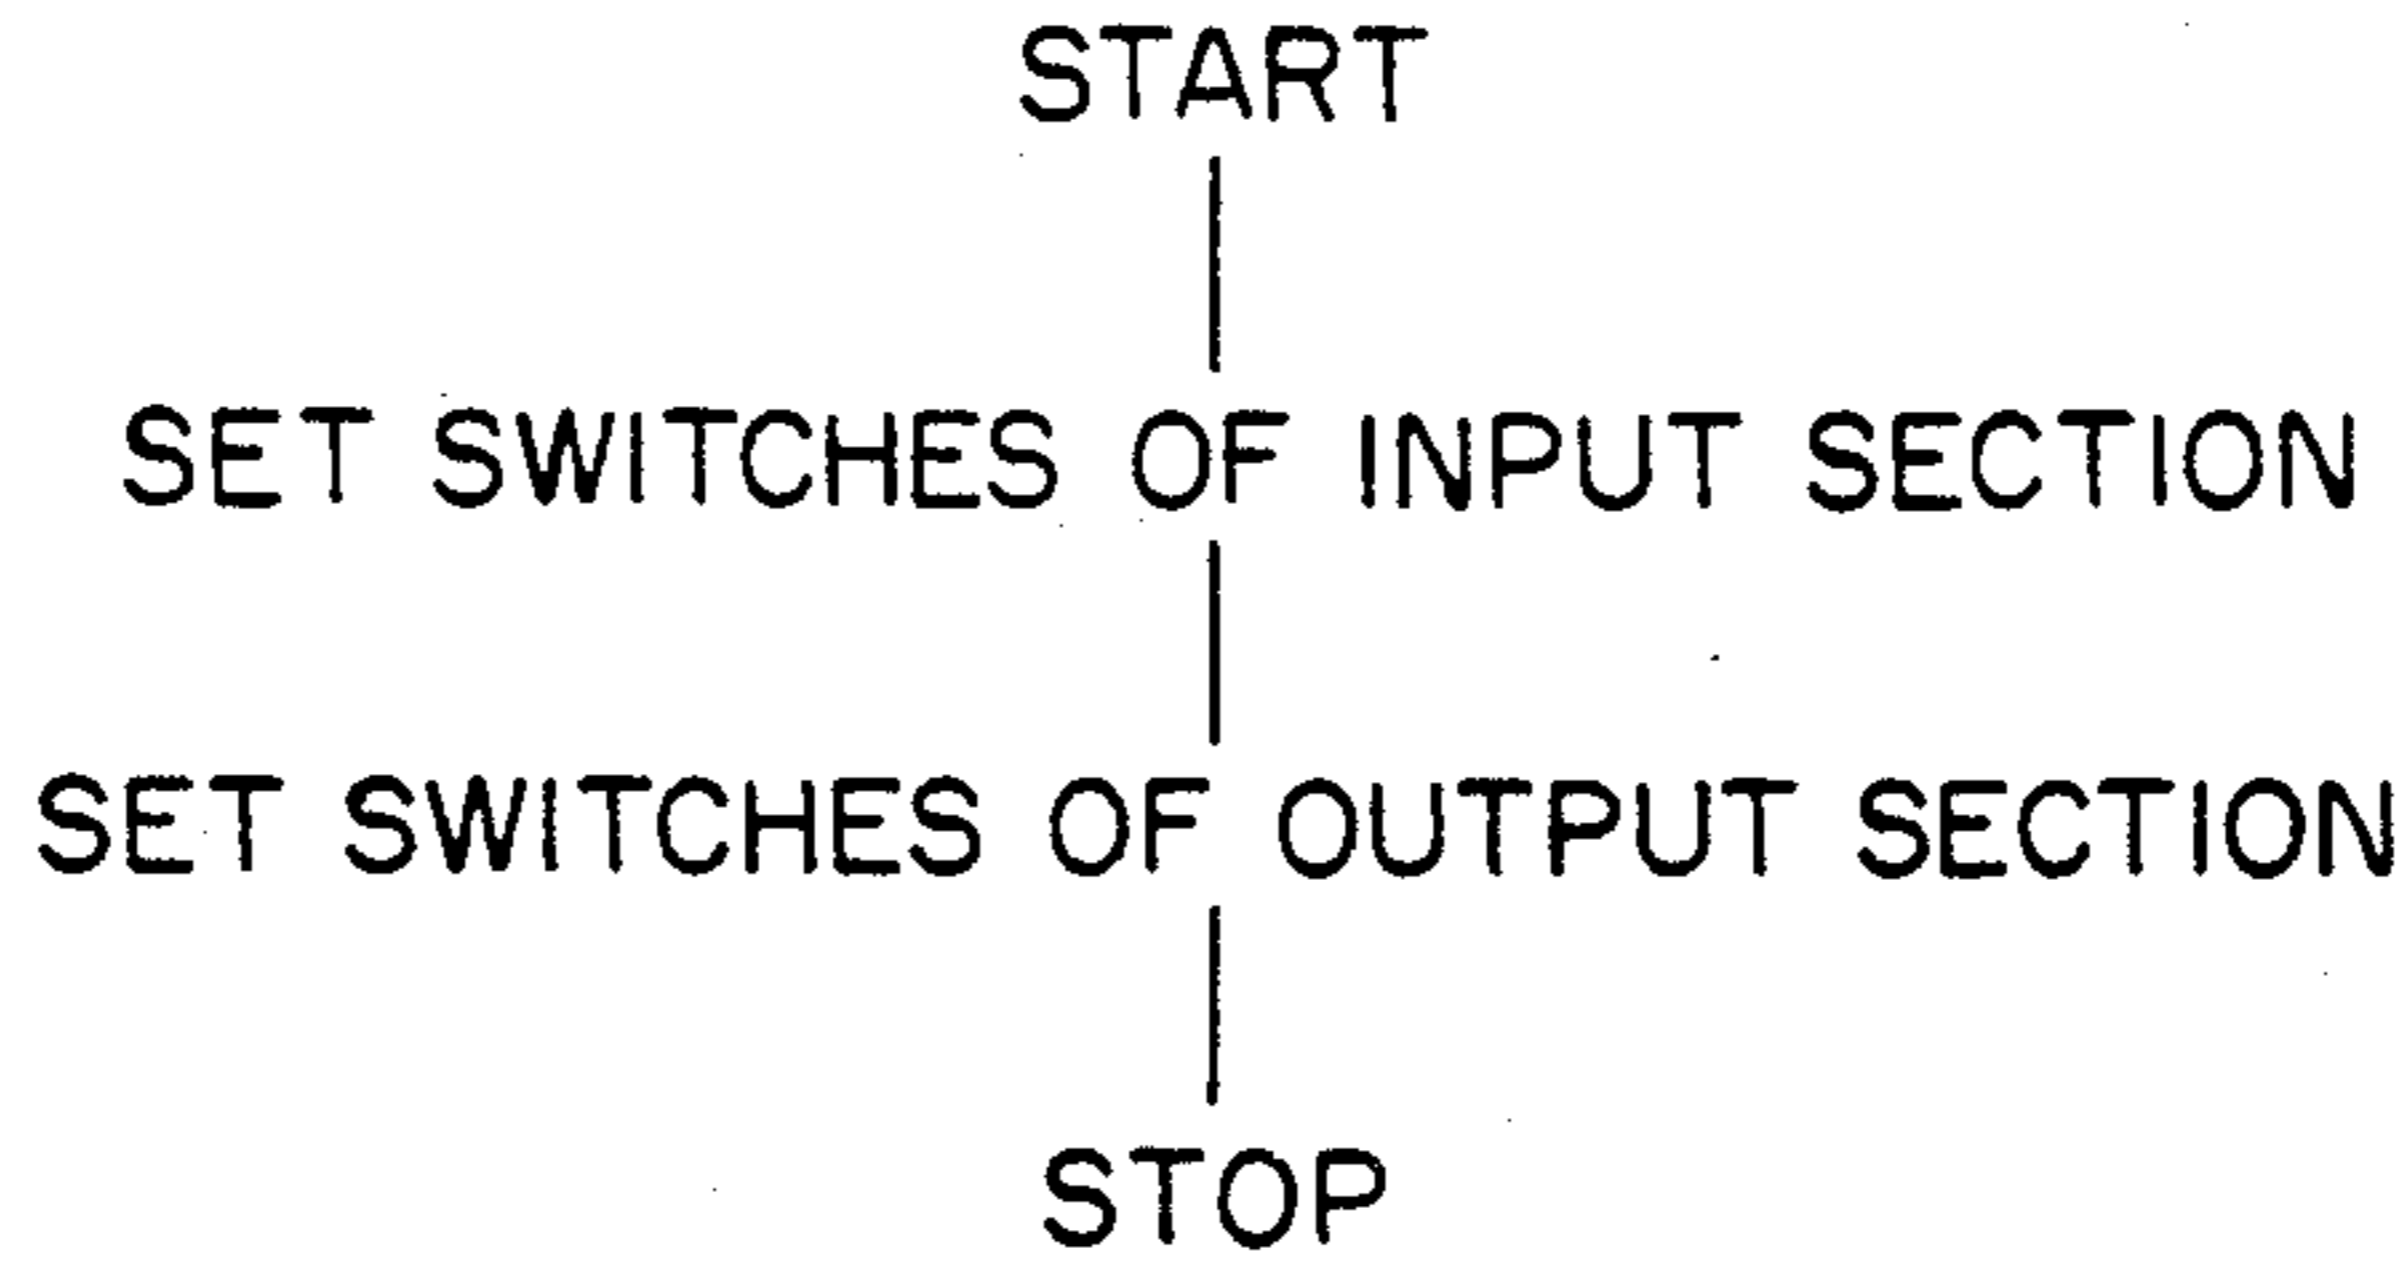 START
SET SWITCHES OF INPUT SECTION
SET SWITCHES OF OUTPUT SECTION
STOP